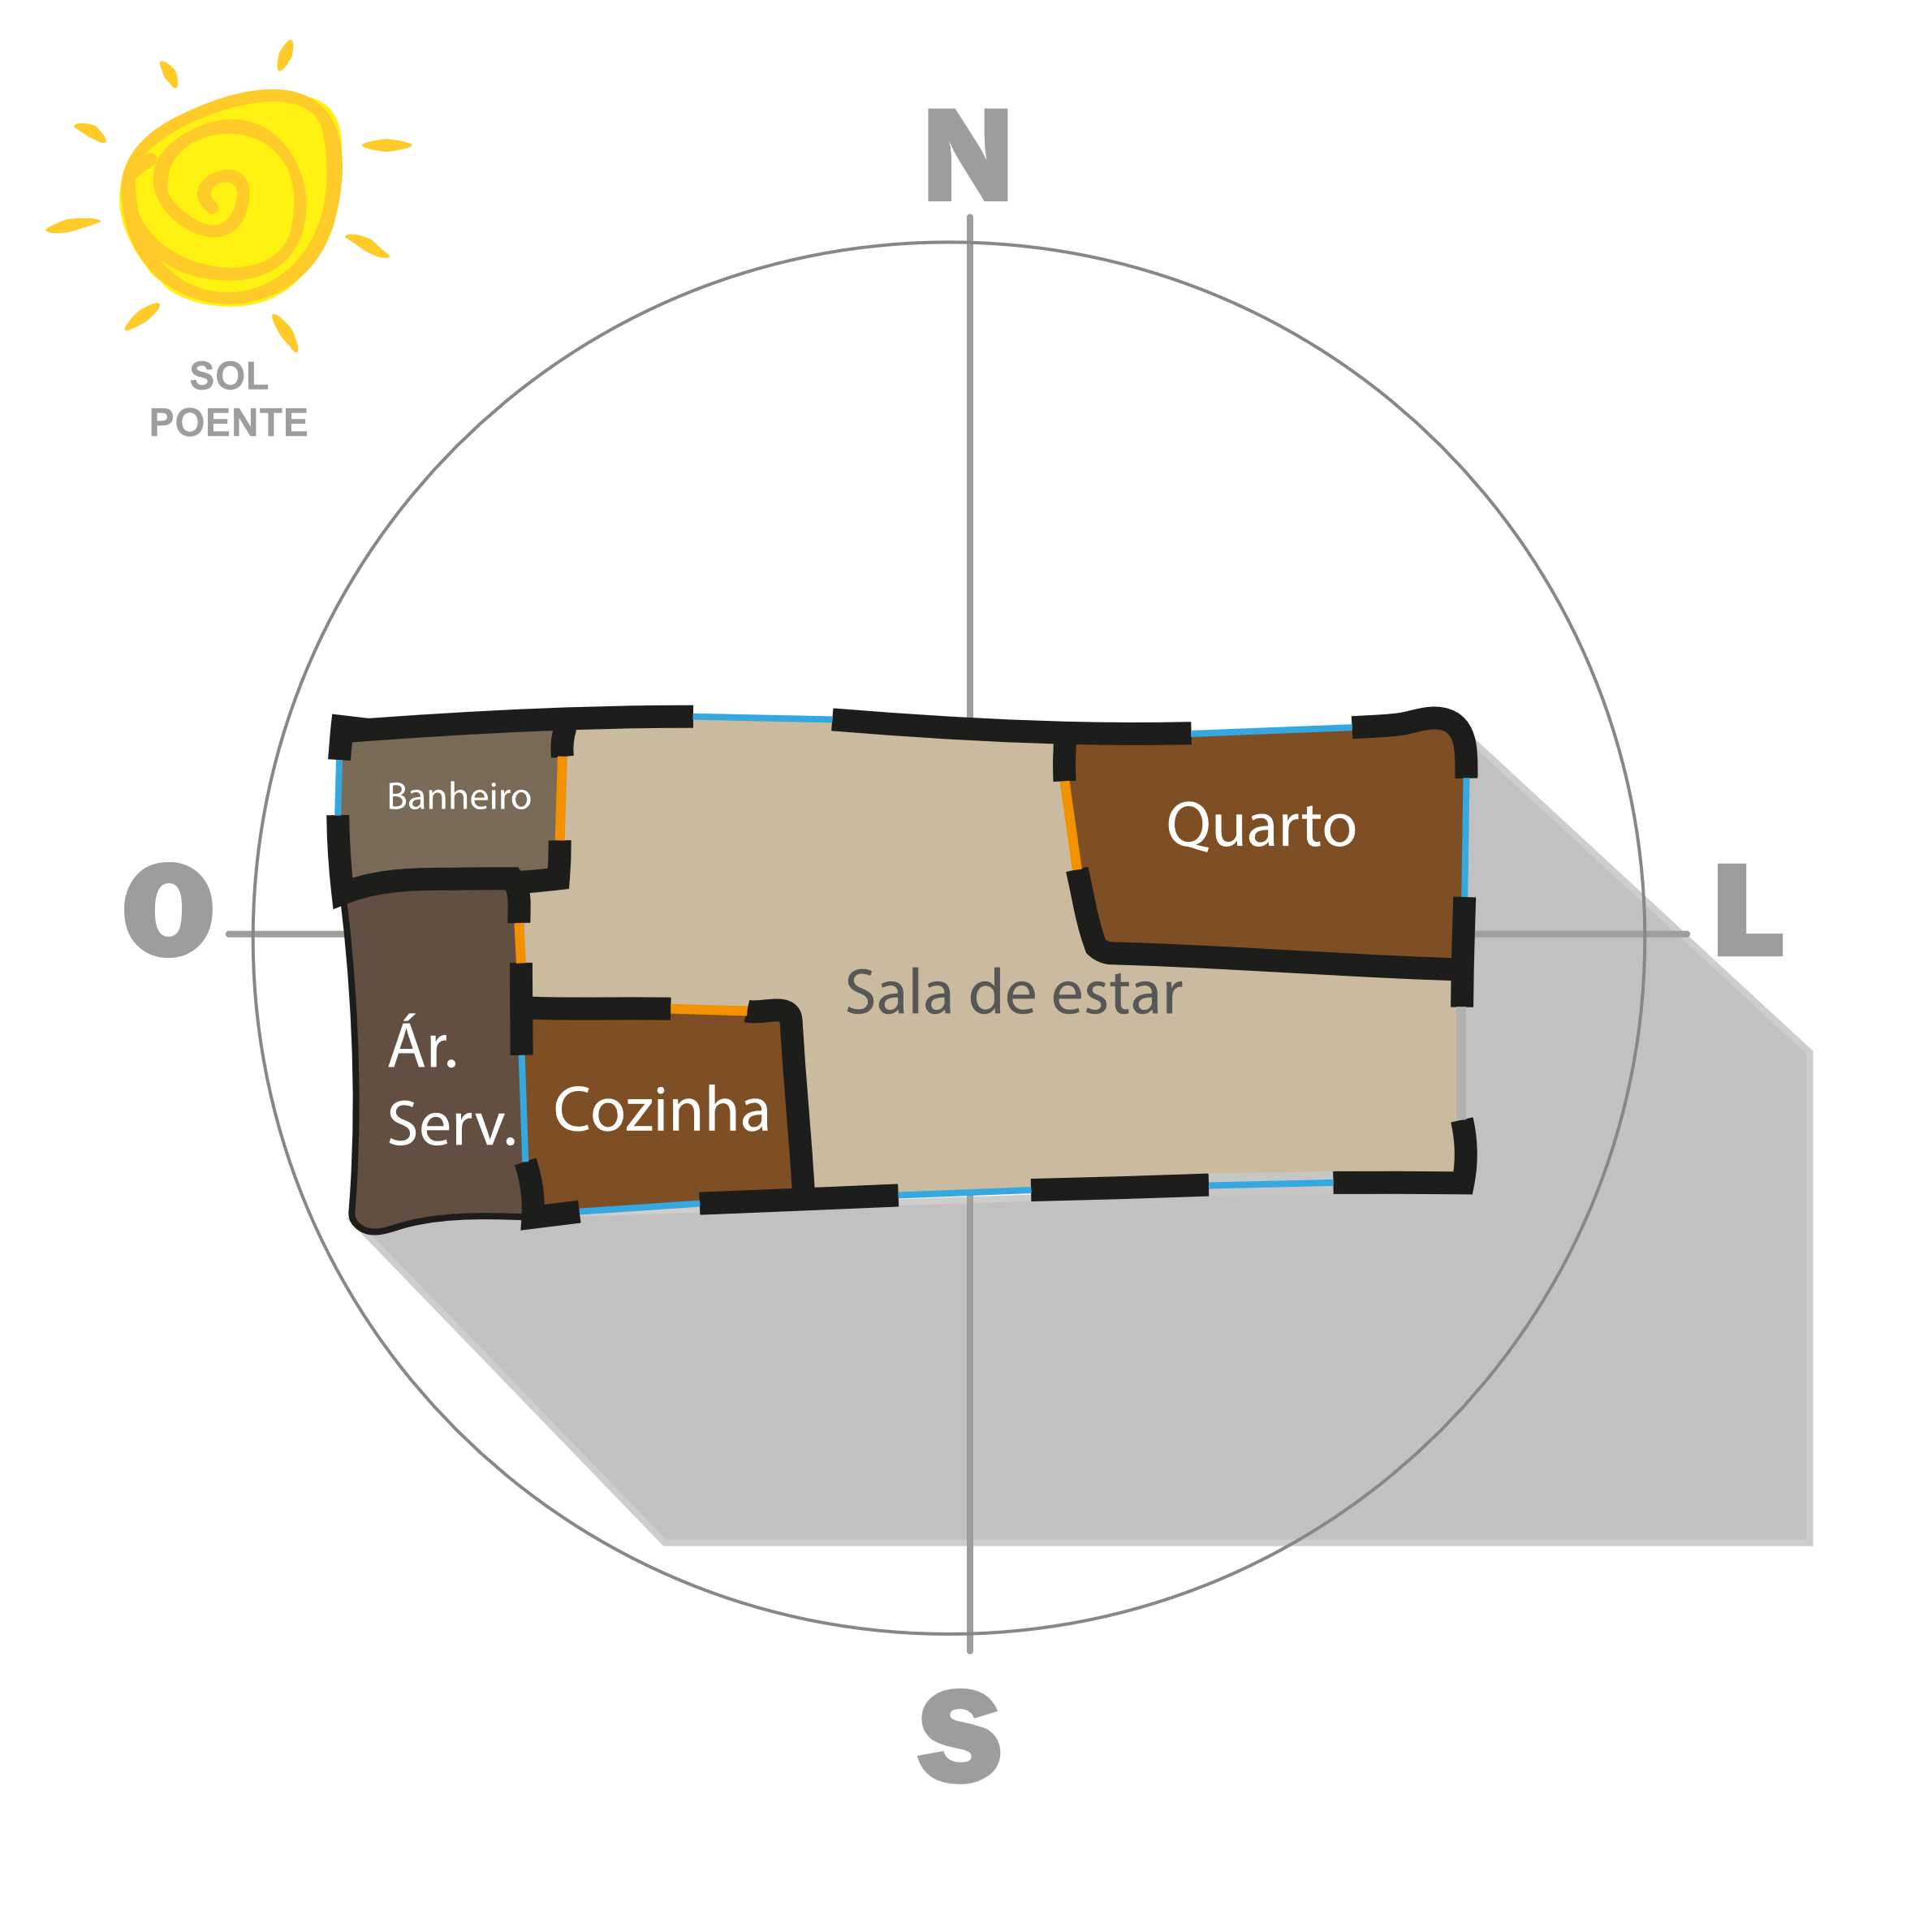 N
SOL
POENTE
Banheiro
Quarto
O
L
Sala de estar
Ár.
Serv.
Cozinha
S